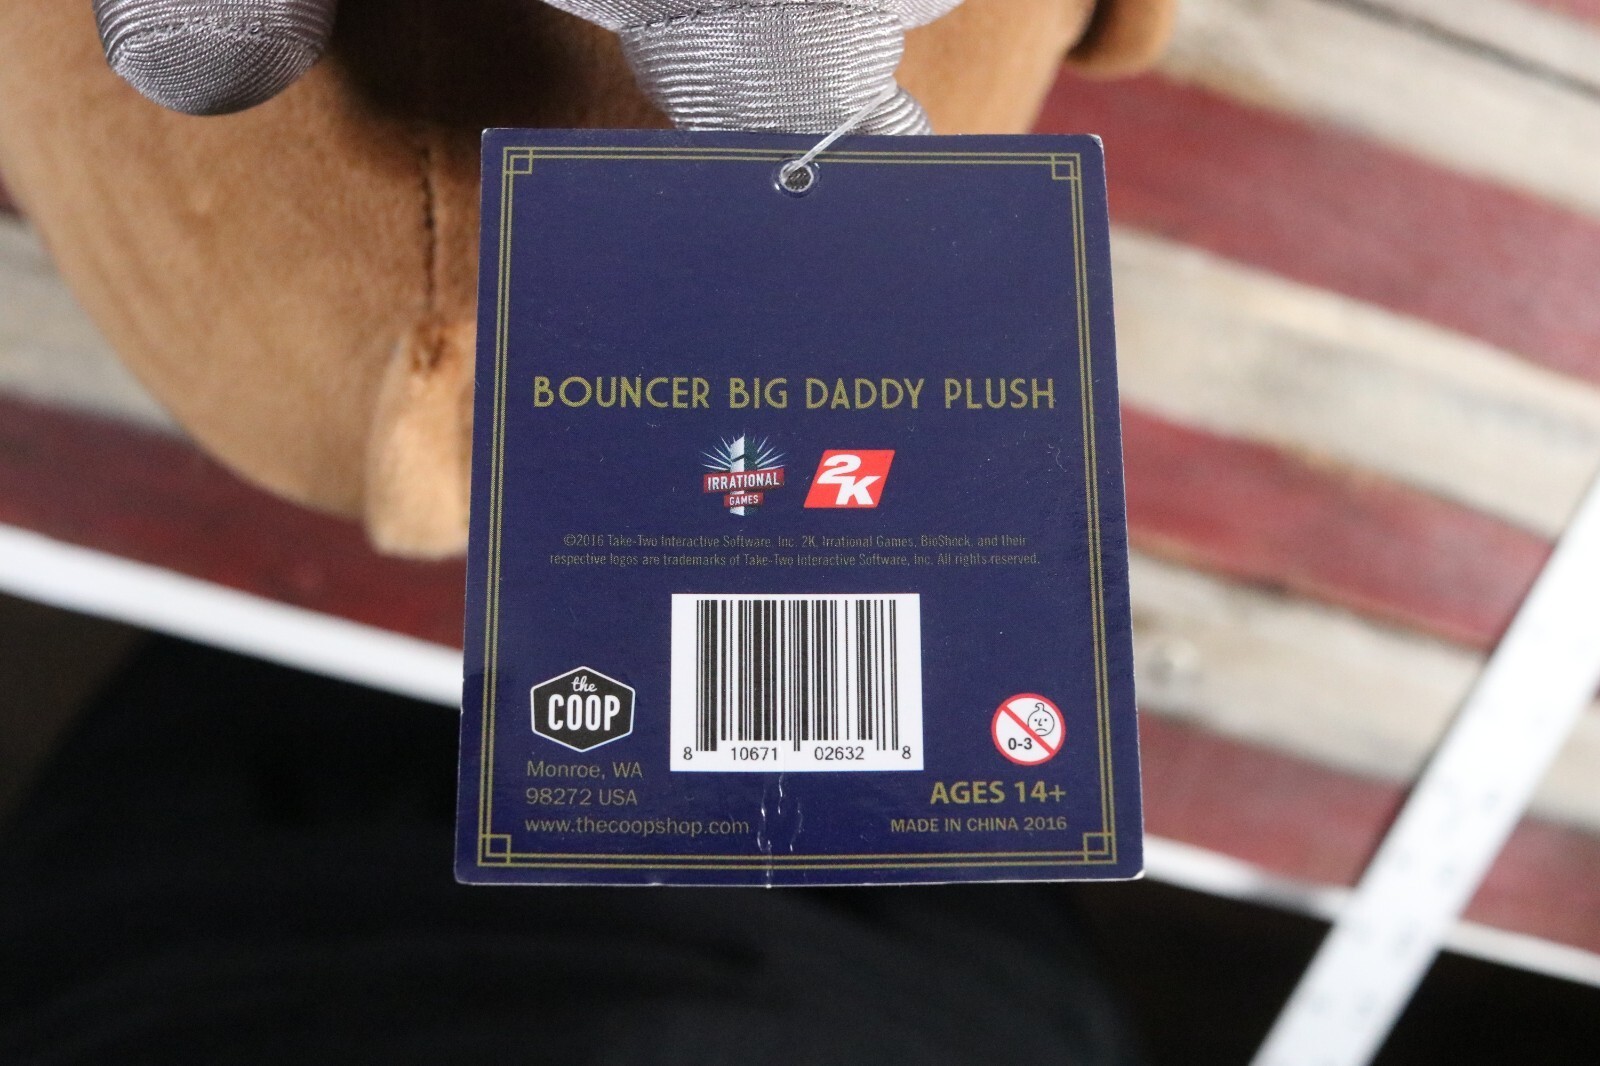 BOUNCER BIG DADDY PLUSH
IRRATIONAL
GAMES
2K
©2016 Take-Two Interactive Software, Inc. 2K, Irrational Games, BioShock, and their
respective logos are trademarks of Take-Two Interactive Software, Inc. All rights reserved.
the
COOP
8 10671 02632 8
0-3
Monroe, WA
98272 USA
www.thecoopshop.com
AGES 14+
MADE IN CHINA 2016